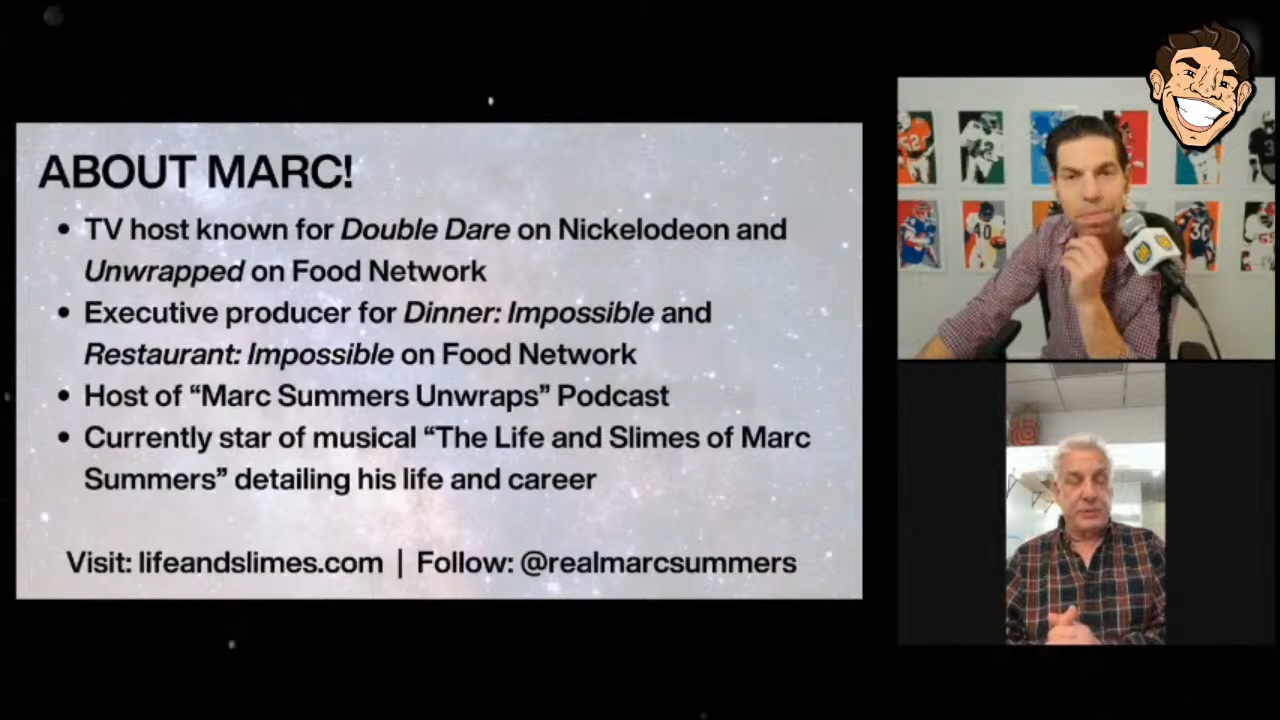 ABOUT MARC!
• TV host known for Double Dare on Nickelodeon and
Unwrapped on Food Network
• Executive producer for Dinner: Impossible and
Restaurant: Impossible on Food Network
• Host of “Marc Summers Unwraps” Podcast
• Currently star of musical “The Life and Slimes of Marc
Summers” detailing his life and career
Visit: lifeandslimes.com | Follow: @realmarcsummers
40